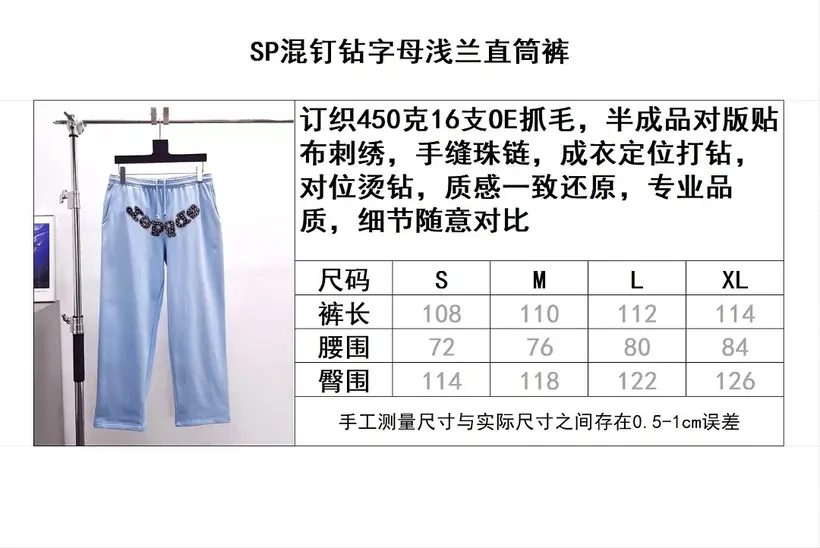 SP混钉钻字母浅兰直筒裤
订织450克16支OE抓毛，半成品对版贴
布刺绣，手缝珠链，成衣定位打钻，
对位烫钻，质感一致还原，专业品
质，细节随意对比
尺码 S M L XL
裤长 108 110 112 114
腰围 72 76 80 84
臀围 114 118 122 126
手工测量尺寸与实际尺寸之间存在0.5-1cm误差